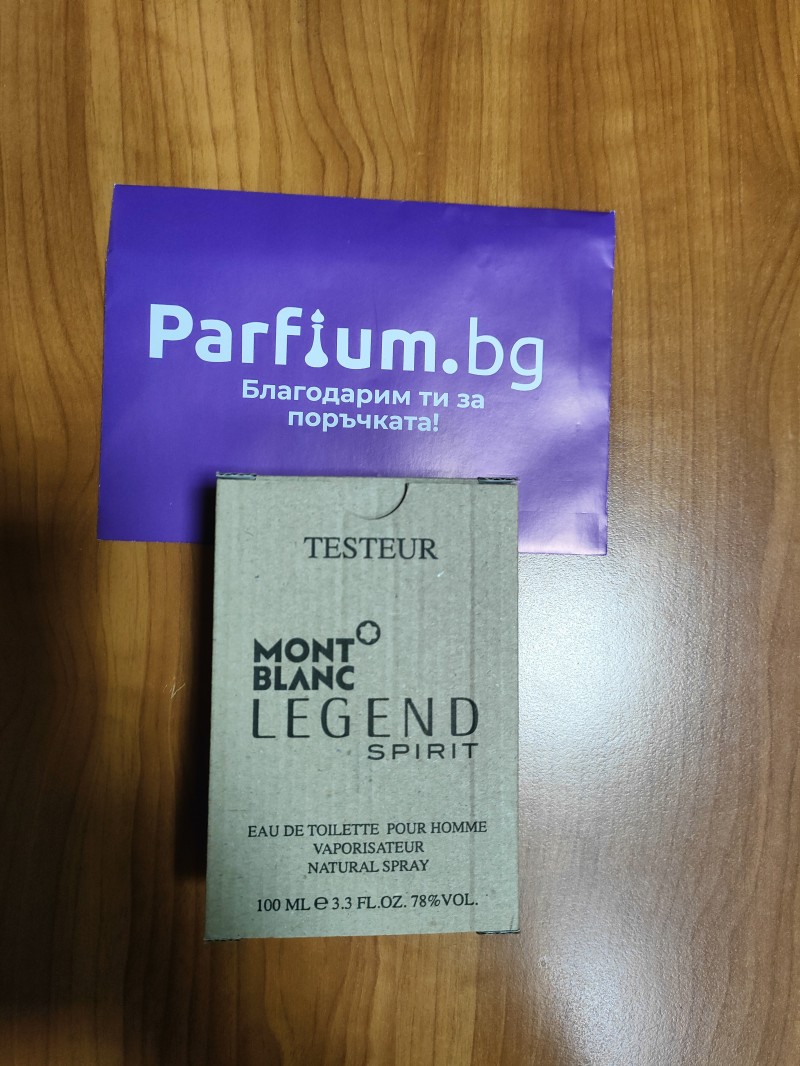 Parfium.bg
Благодарим ти за
поръчката!
TESTEUR
MONT
BLANC
LEGEND
SPIRIT
EAU DE TOILETTE POUR HOMME
VAPORISATEUR
NATURAL SPRAY
100 ML ℮ 3.3 FL.OZ. 78%VOL.